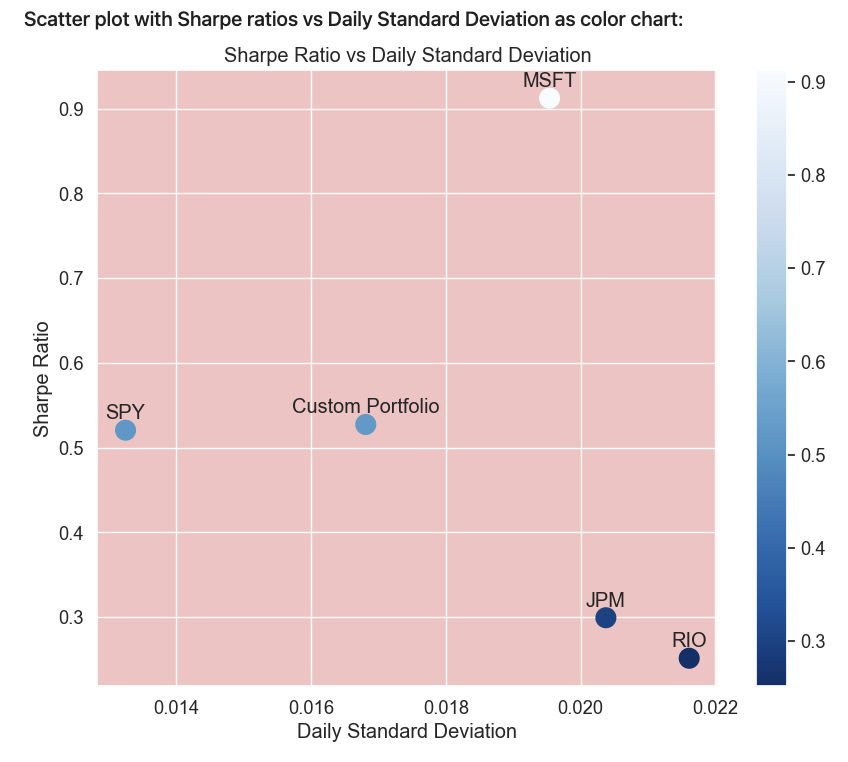 Scatter plot with Sharpe ratios vs Daily Standard Deviation as color chart:
Sharpe Ratio vs Daily Standard Deviation
MSFT
SPY
Custom Portfolio
JPM
RIO
Sharpe Ratio
0.9
0.8
0.7
0.6
0.5
0.4
0.3
0.014 0.016 0.018 0.020 0.022
Daily Standard Deviation
0.9
0.8
0.7
0.6
0.5
0.4
0.3